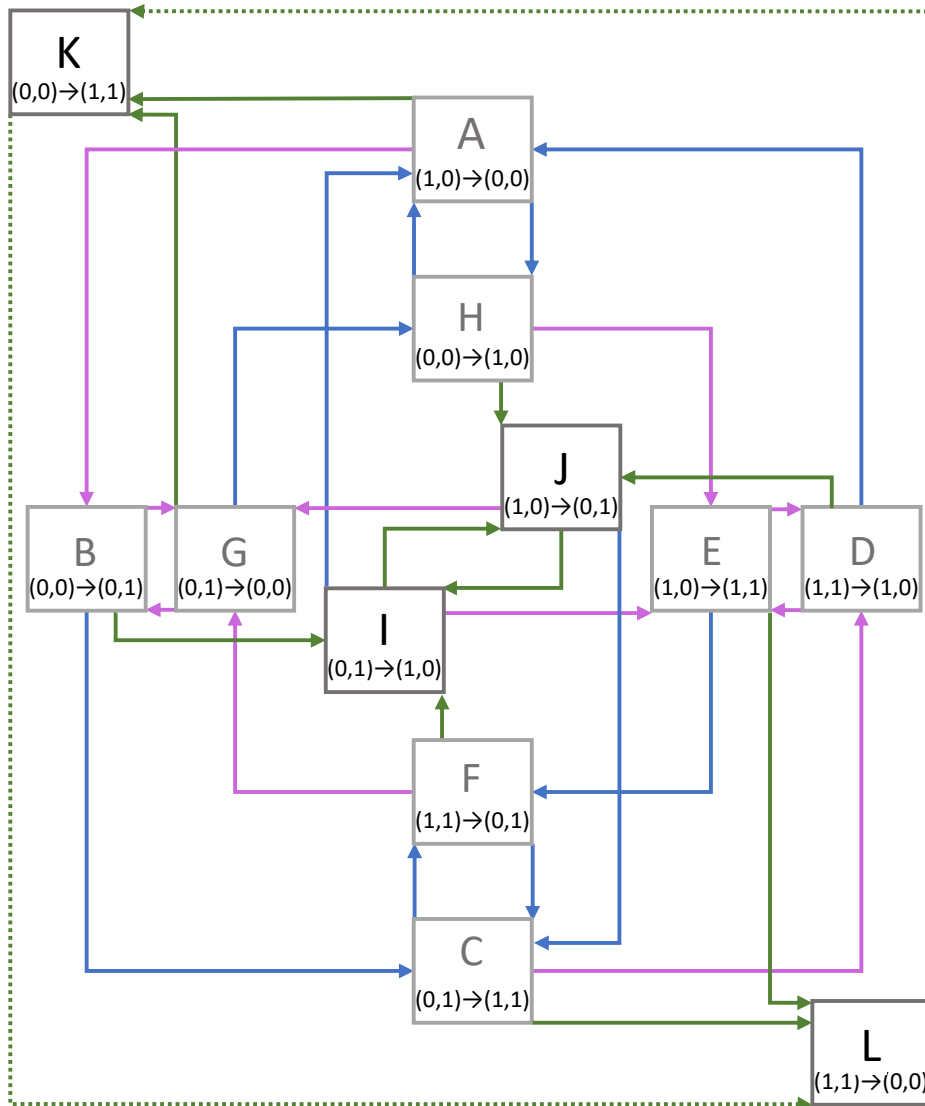 K
(0,0)→(1,1)
A
(1,0)→(0,0)
H
(0,0)→(1,0)
J
(1,0)→(0,1)
B
(0,0)→(0,1)
G
(0,1)→(0,0)
E
(1,0)→(1,1)
D
(1,1)→(1,0)
I
(0,1)→(1,0)
F
(1,1)→(0,1)
C
(0,1)→(1,1)
L
(1,1)→(0,0)